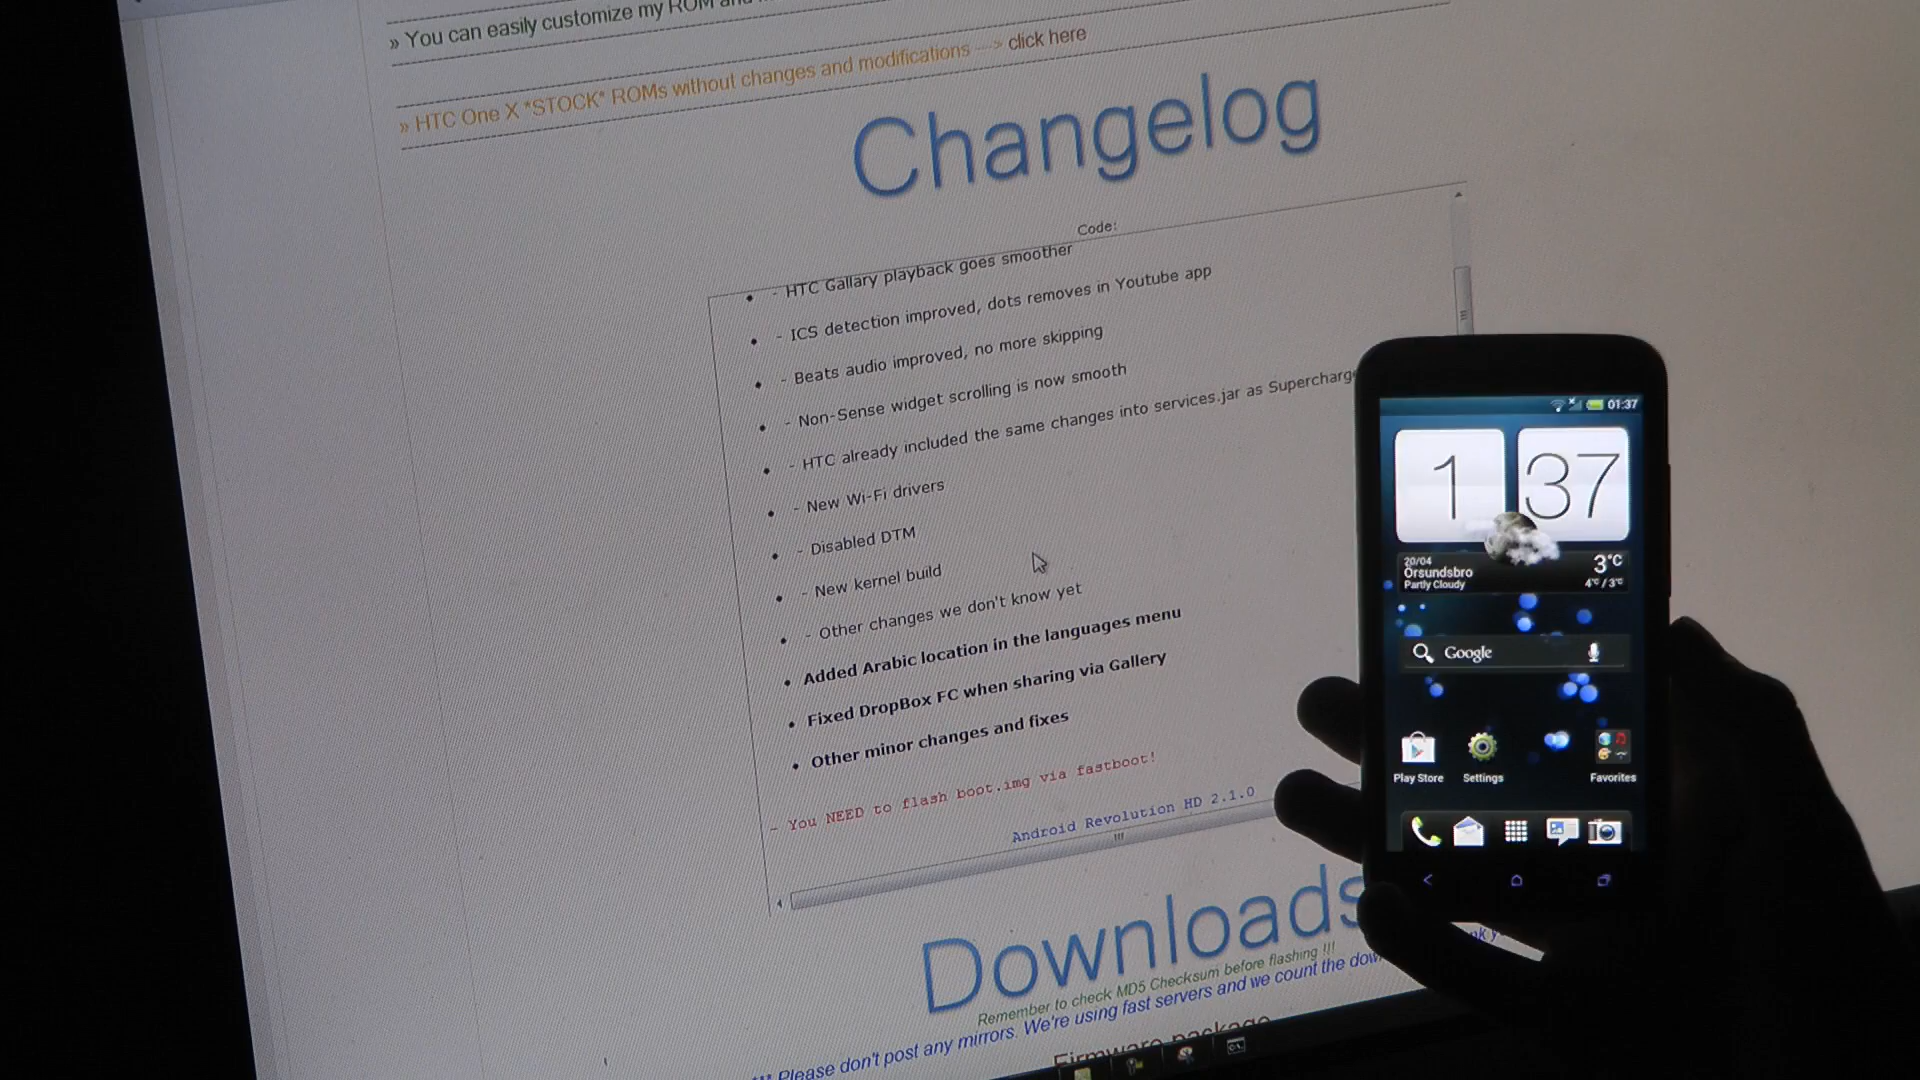 » You can easily customize my ROM and
» HTC One X *STOCK* ROMs without changes and modifications ---> click here
Changelog
Code:
- HTC Gallary playback goes smoother
- ICS detection improved, dots removes in Youtube app
- Beats audio improved, no more skipping
- Non-Sense widget scrolling is now smooth
- HTC already included the same changes into services.jar as Supercharge
- New Wi-Fi drivers
- Disabled DTM
- New kernel build
- Other changes we don't know yet
Added Arabic location in the languages menu
Fixed DropBox FC when sharing via Gallery
Other minor changes and fixes
- You NEED to flash boot.img via fastboot!
Android Revolution HD 2.1.0
Downloads
Remember to check MD5 Checksum before flashing !!!
Please don't post any mirrors. We're using fast servers and we count the
Firmware package
01:37
1 37
20/04
Orsundsbro
Partly Cloudy
3°C
4°C / 3°C
Google
Play Store
Settings
Favorites